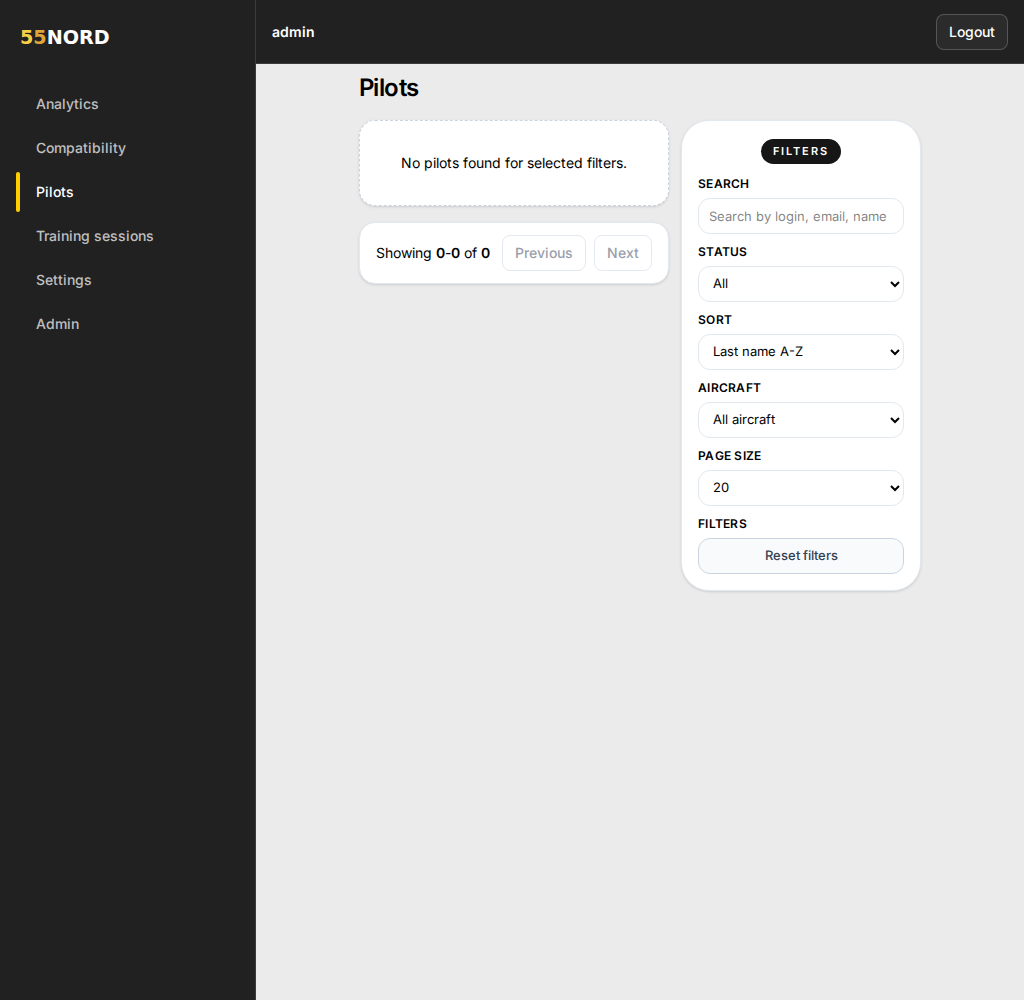 55NORD
admin
Logout
Analytics
Compatibility
Pilots
Training sessions
Settings
Admin
Pilots
No pilots found for selected filters.
Showing 0-0 of 0
Previous
Next
FILTERS
SEARCH
Search by login, email, name
STATUS
All
SORT
Last name A-Z
AIRCRAFT
All aircraft
PAGE SIZE
20
FILTERS
Reset filters